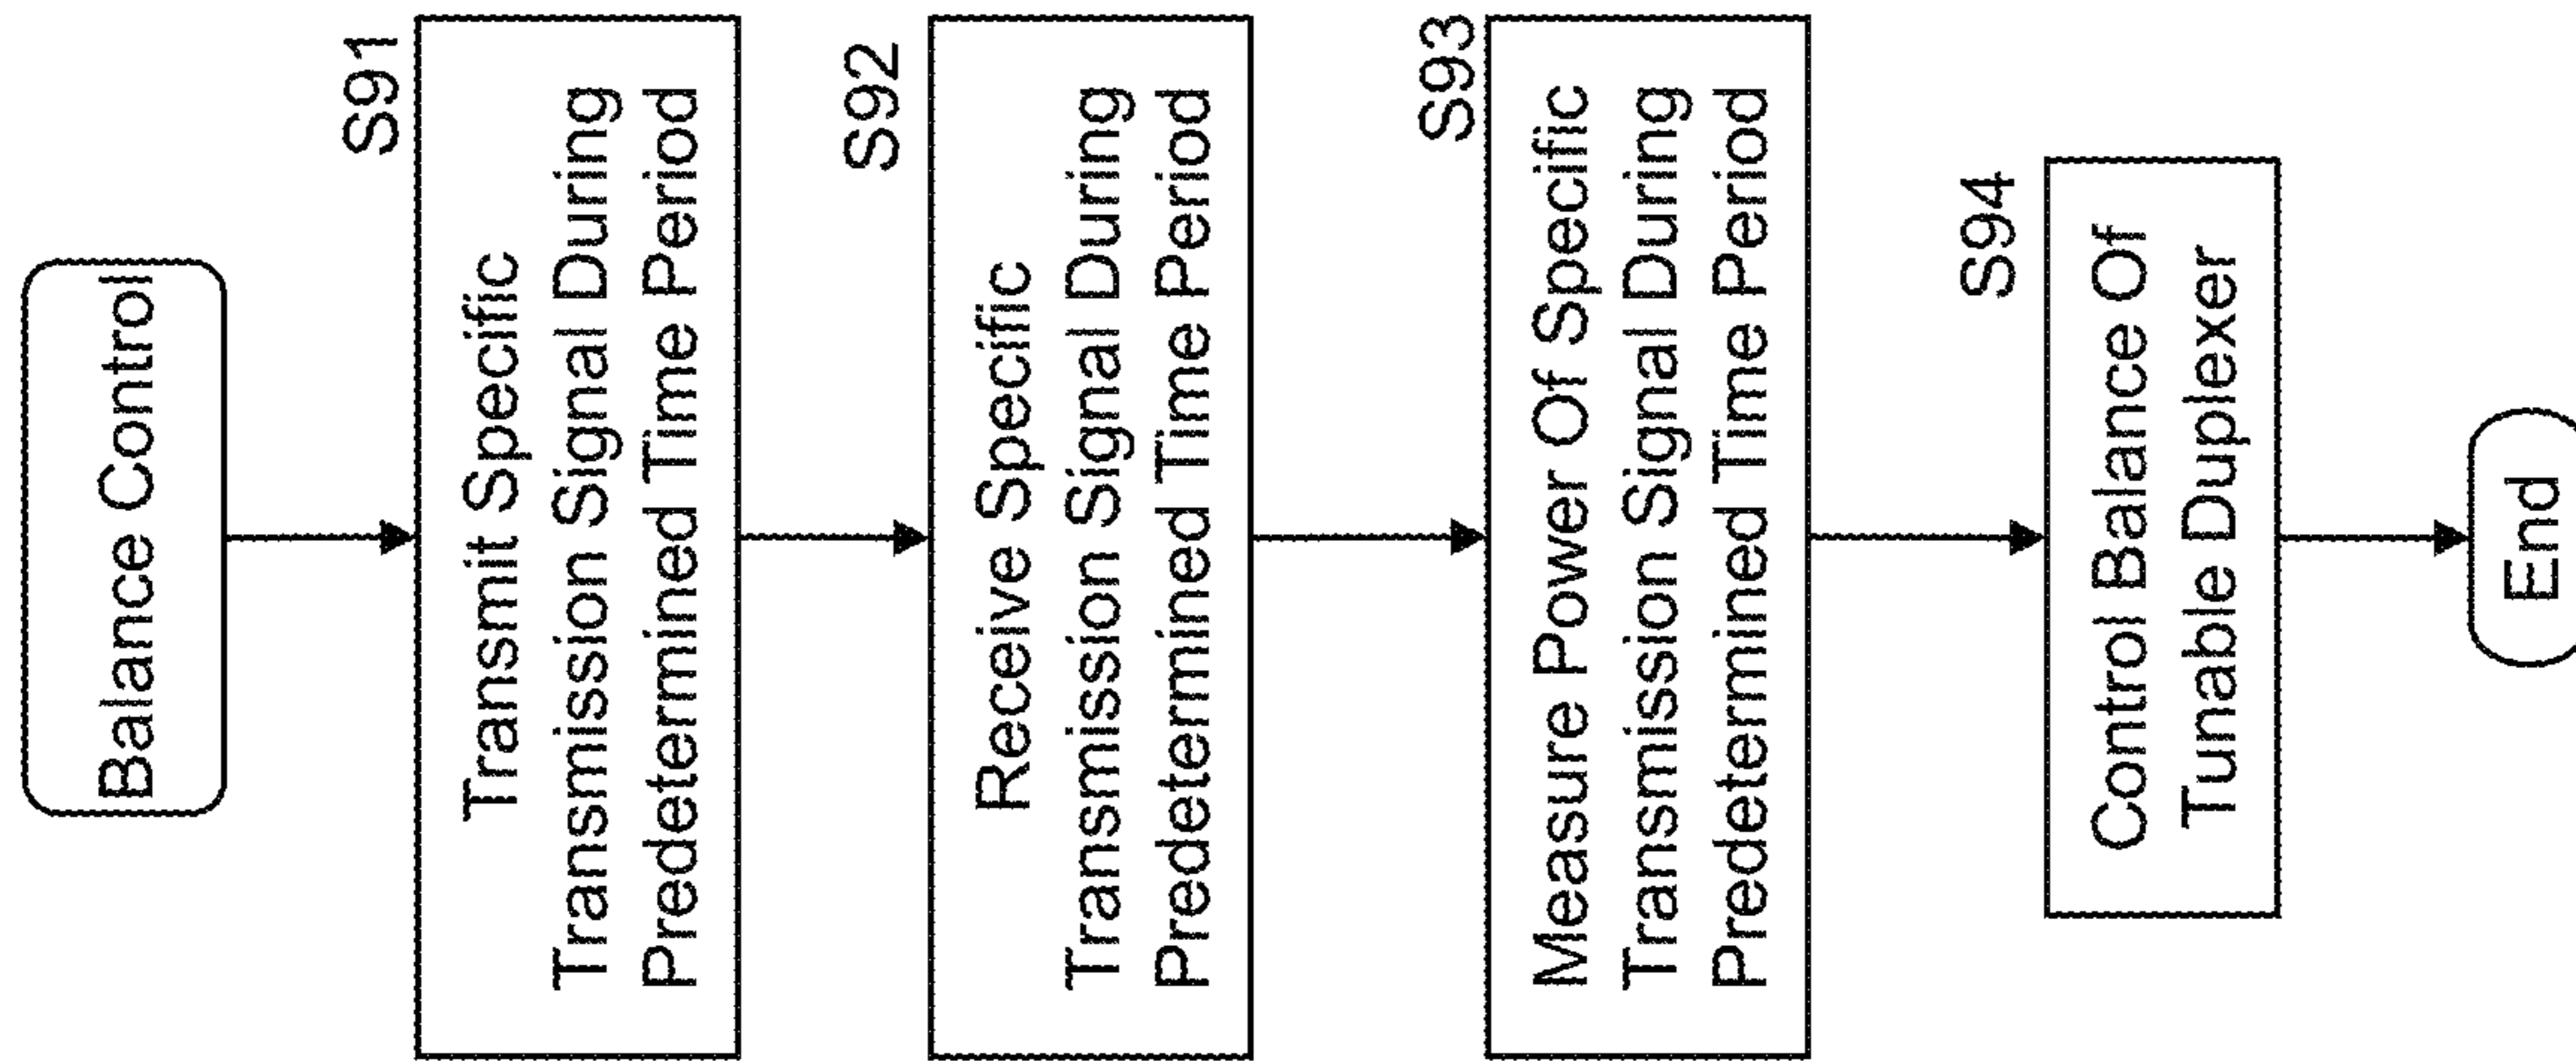 Balance Control
S91
Transmit Specific
Transmission Signal During
Predetermined Time Period
S92
Receive Specific
Transmission Signal During
Predetermined Time Period
S93
Measure Power Of Specific
Transmission Signal During
Predetermined Time Period
S94
Control Balance Of
Tunable Duplexer
End